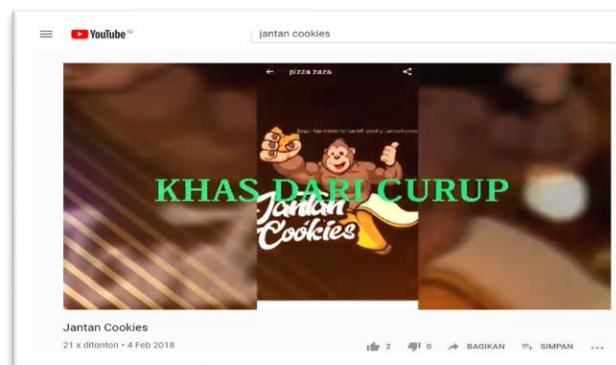 YouTube ID
jantan cookies
pizza zaza
KHAS DARI CURUP
Jantan
Cookies
Jantan Cookies
21 x ditonton • 4 Feb 2018
2 0 BAGIKAN SIMPAN